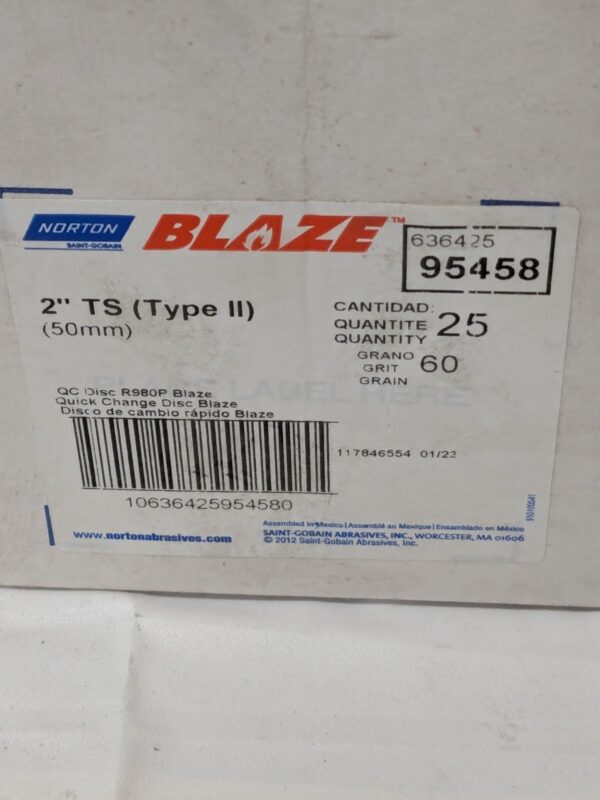 NORTON
SAINT-GOBAIN
BLAZE™
636425
95458
2" TS (Type II)
(50mm)
CANTIDAD:
QUANTITE 25
QUANTITY
GRANO
GRIT 60
GRAIN
QC Disc R980P Blaze
Quick Change Disc Blaze
Disco de cambio rápido Blaze
117846554 01/23
10636425954580
www.nortonabrasives.com
Assembled in Mexico | Assemblé au Mexique | Ensamblado en México
SAINT-GOBAIN ABRASIVES, INC., WORCESTER, MA 01606
© 2012 Saint-Gobain Abrasives, Inc.